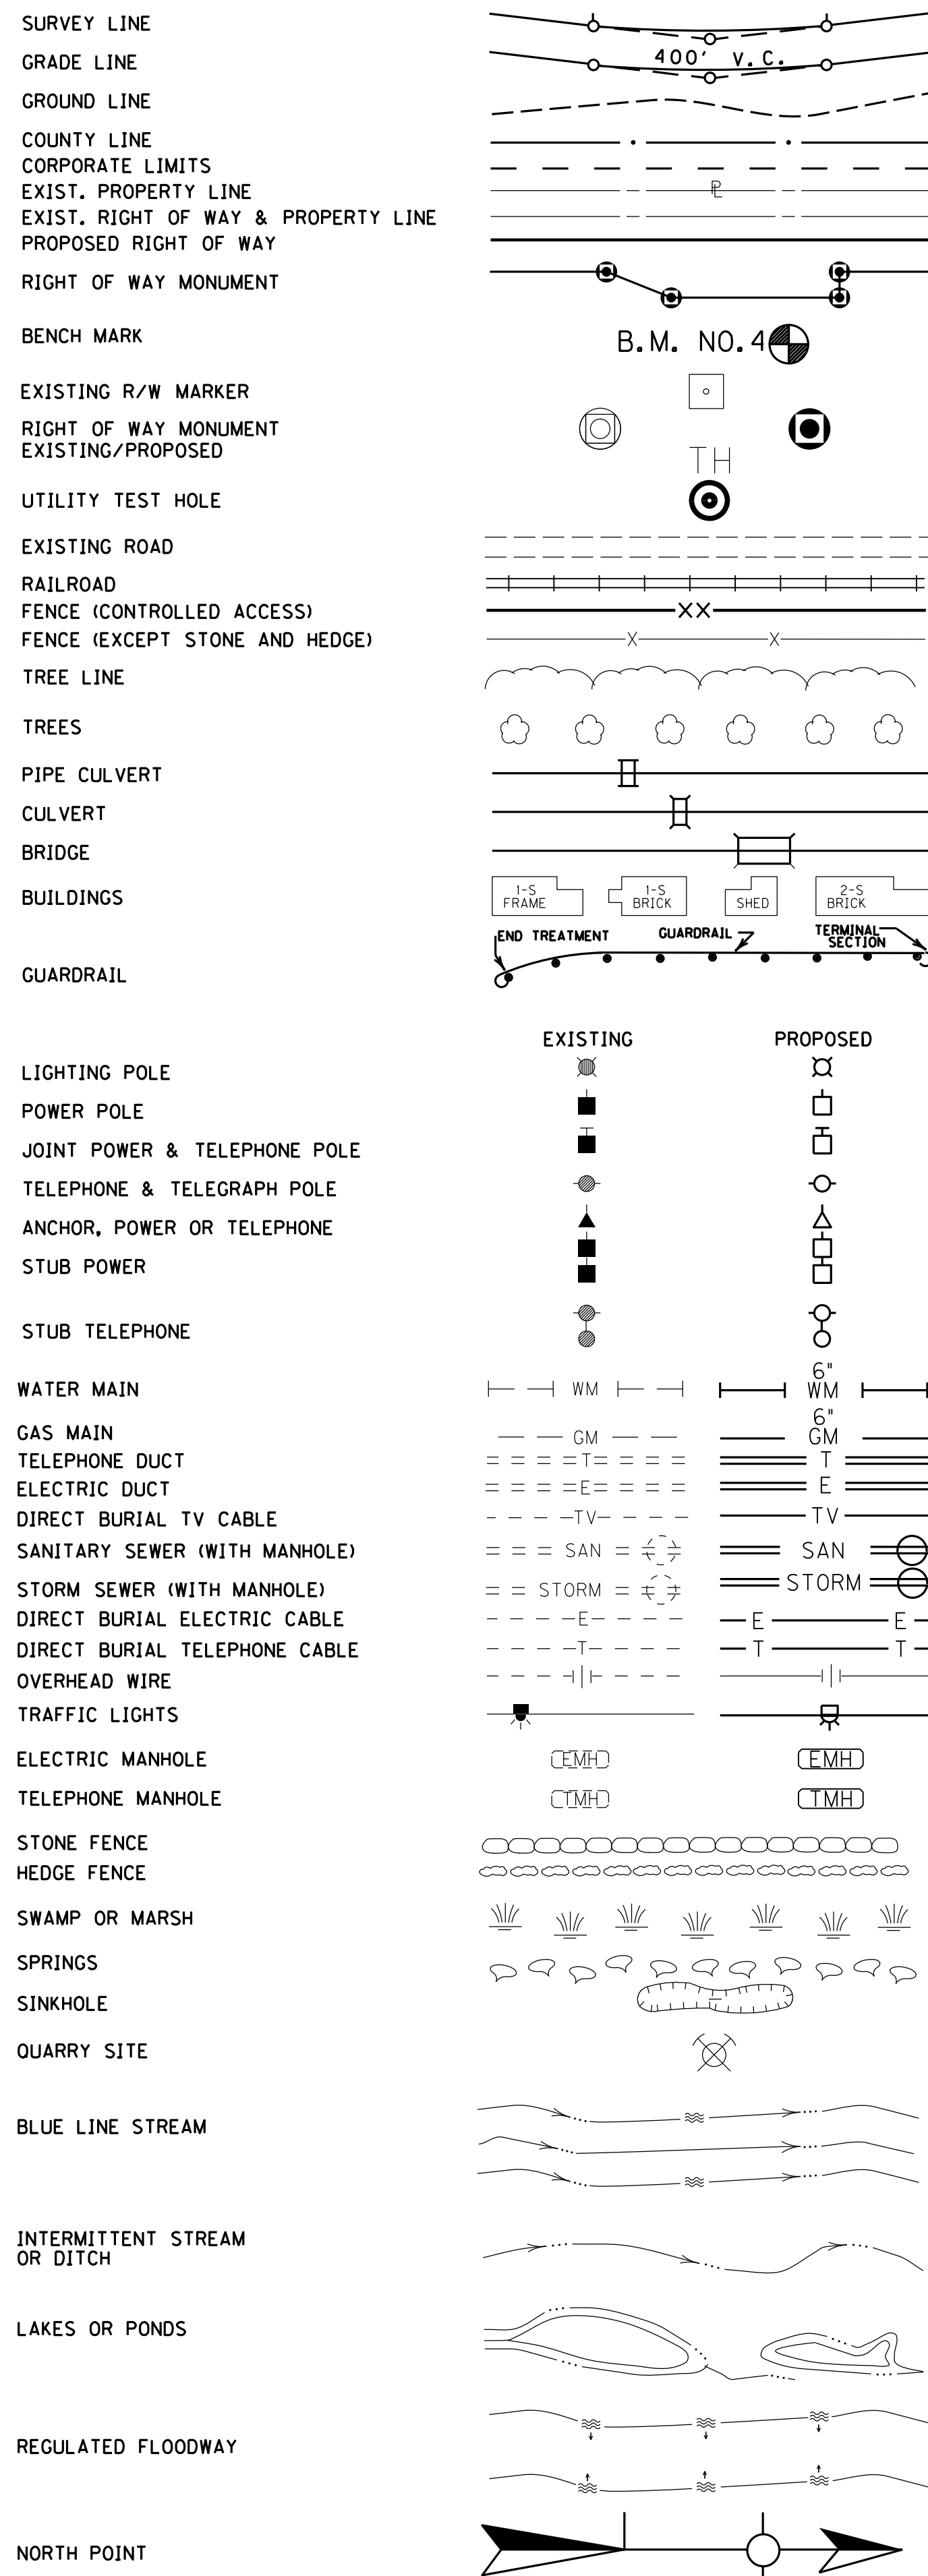 SURVEY LINE
GRADE LINE
400' V.C.
GROUND LINE
COUNTY LINE
CORPORATE LIMITS
EXIST. PROPERTY LINE
PL
EXIST. RIGHT OF WAY & PROPERTY LINE
PROPOSED RIGHT OF WAY
RIGHT OF WAY MONUMENT
BENCH MARK
B.M. NO. 4
EXISTING R/W MARKER
RIGHT OF WAY MONUMENT
EXISTING/PROPOSED
TH
UTILITY TEST HOLE
EXISTING ROAD
RAILROAD
FENCE (CONTROLLED ACCESS)
XX
FENCE (EXCEPT STONE AND HEDGE)
X X
TREE LINE
TREES
PIPE CULVERT
CULVERT
BRIDGE
BUILDINGS
1-S FRAME
1-S BRICK
SHED
2-S BRICK
GUARDRAIL
END TREATMENT
GUARDRAIL
TERMINAL SECTION
EXISTING PROPOSED
LIGHTING POLE
POWER POLE
JOINT POWER & TELEPHONE POLE
TELEPHONE & TELEGRAPH POLE
ANCHOR, POWER OR TELEPHONE
STUB POWER
STUB TELEPHONE
6"
WATER MAIN WM WM
6"
GAS MAIN GM GM
TELEPHONE DUCT T T
ELECTRIC DUCT E E
DIRECT BURIAL TV CABLE TV TV
SANITARY SEWER (WITH MANHOLE) SAN SAN
STORM SEWER (WITH MANHOLE) STORM STORM
DIRECT BURIAL ELECTRIC CABLE E E E
DIRECT BURIAL TELEPHONE CABLE T T T
OVERHEAD WIRE
TRAFFIC LIGHTS
ELECTRIC MANHOLE EMH EMH
TELEPHONE MANHOLE TMH TMH
STONE FENCE
HEDGE FENCE
SWAMP OR MARSH
SPRINGS
SINKHOLE
QUARRY SITE
BLUE LINE STREAM
INTERMITTENT STREAM
OR DITCH
LAKES OR PONDS
REGULATED FLOODWAY
NORTH POINT